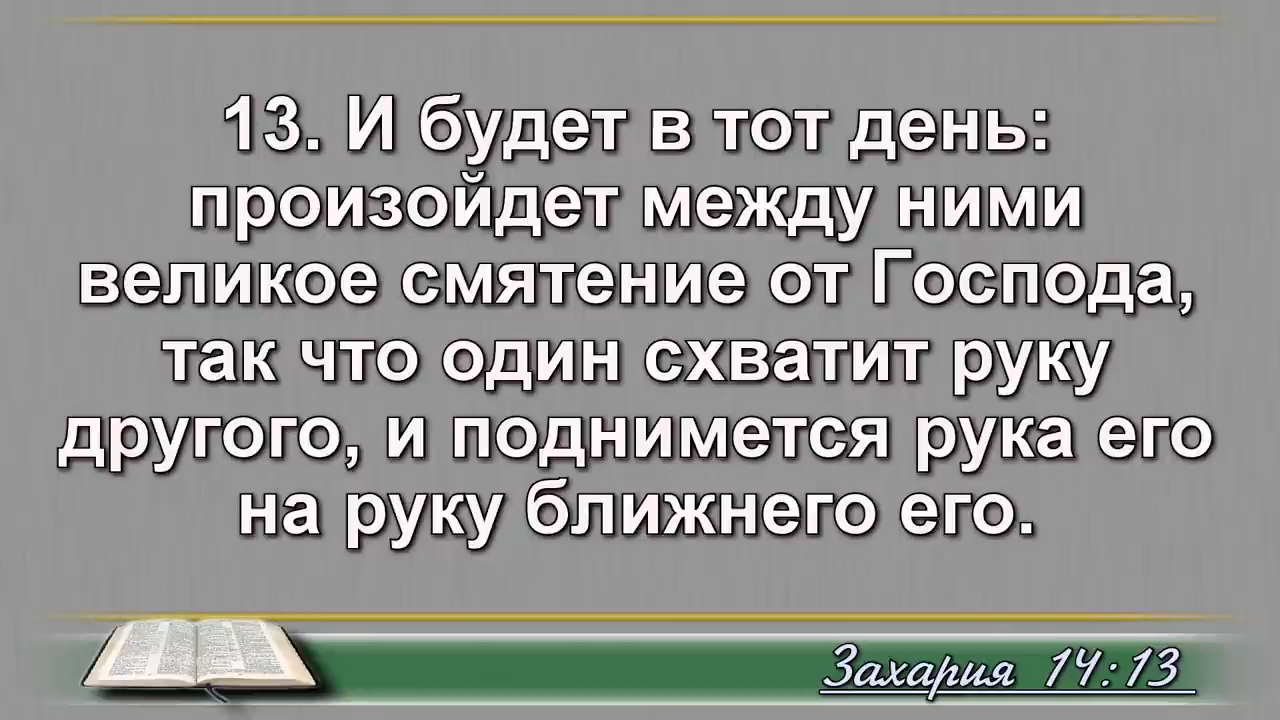 13. И будет в тот день:
произойдет между ними
великое смятение от Господа,
так что один схватит руку
другого, и поднимется рука его
на руку ближнего его.
Захария 14:13